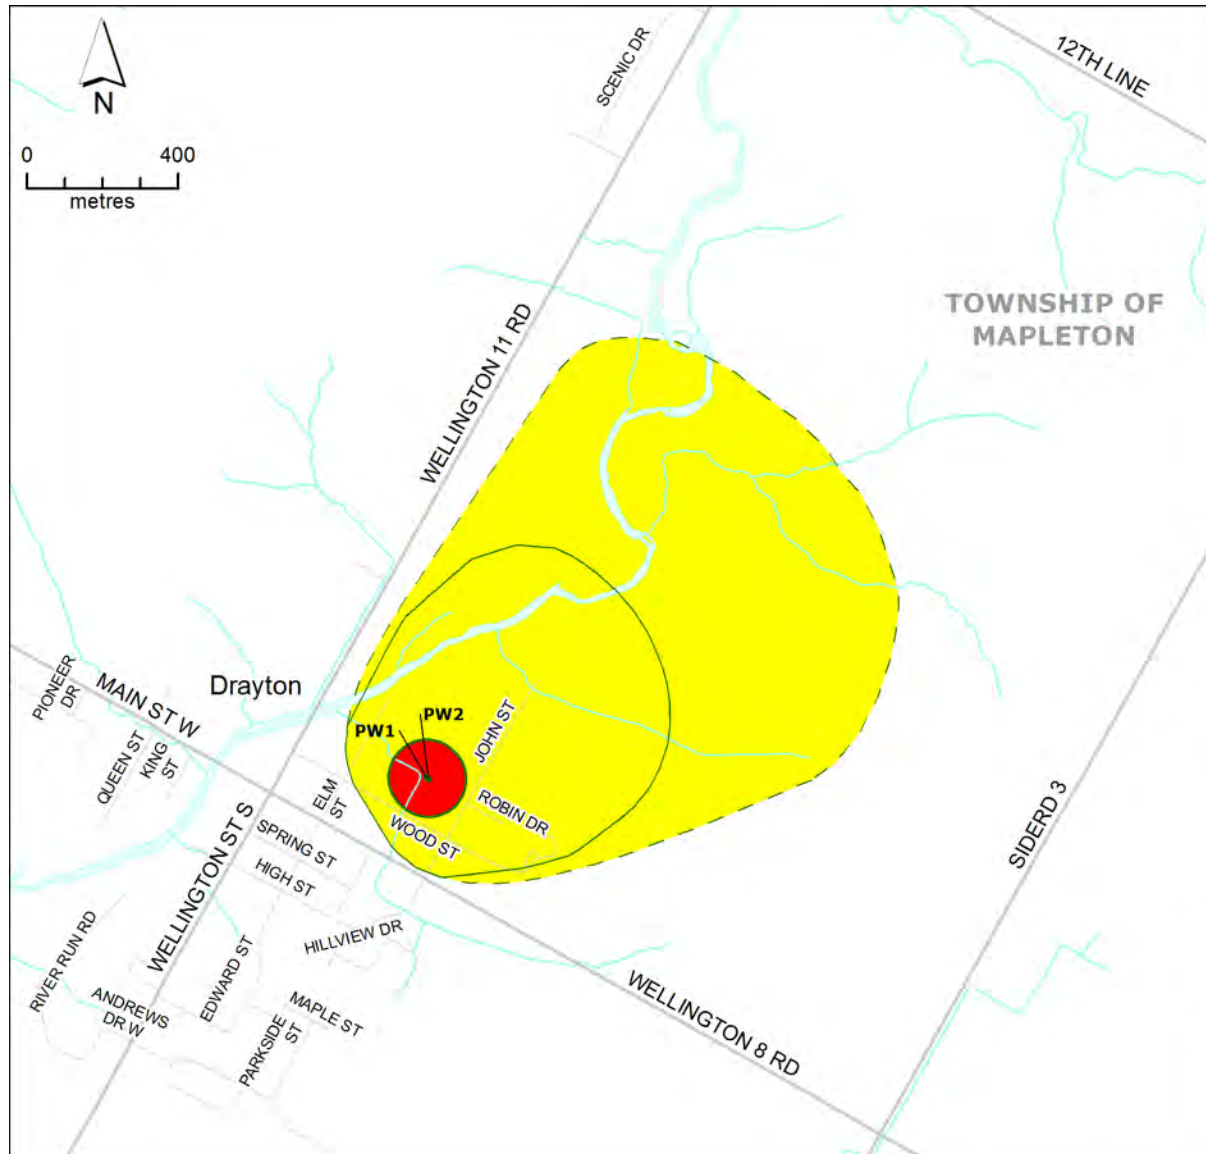 N
0 400
metres
SCENIC DR
12TH LINE
TOWNSHIP OF
MAPLETON
WELLINGTON 11 RD
Drayton
PIONEER
DR
MAIN ST W
QUEEN ST
KING
ST
PW1
PW2
JOHN ST
ELM
ST
ROBIN DR
WOOD ST
SPRING ST
HIGH ST
SIDERD 3
WELLINGTON ST S
HILLVIEW DR
RIVER RUN RD
EDWARD ST
ANDREWS
DR W
MAPLE ST
PARKSIDE
ST
WELLINGTON 8 RD